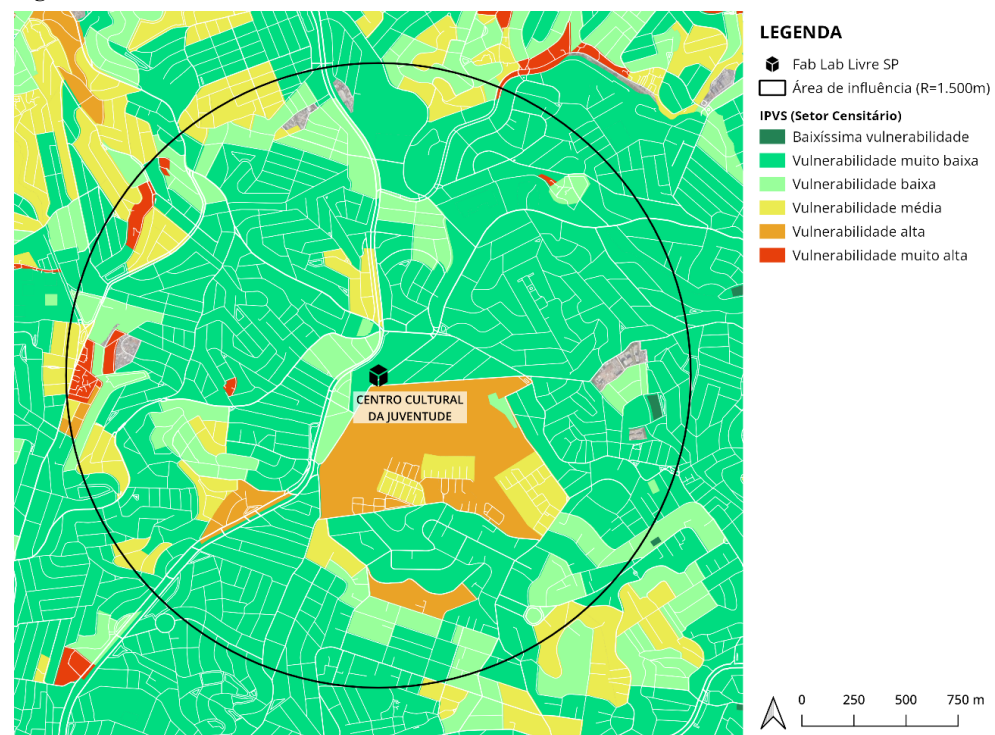 LEGENDA
Fab Lab Livre SP
Área de influência (R=1.500m)
IPVS (Setor Censitário)
Baixíssima vulnerabilidade
Vulnerabilidade muito baixa
Vulnerabilidade baixa
Vulnerabilidade média
Vulnerabilidade alta
Vulnerabilidade muito alta
CENTRO CULTURAL
DA JUVENTUDE
0 250 500 750 m